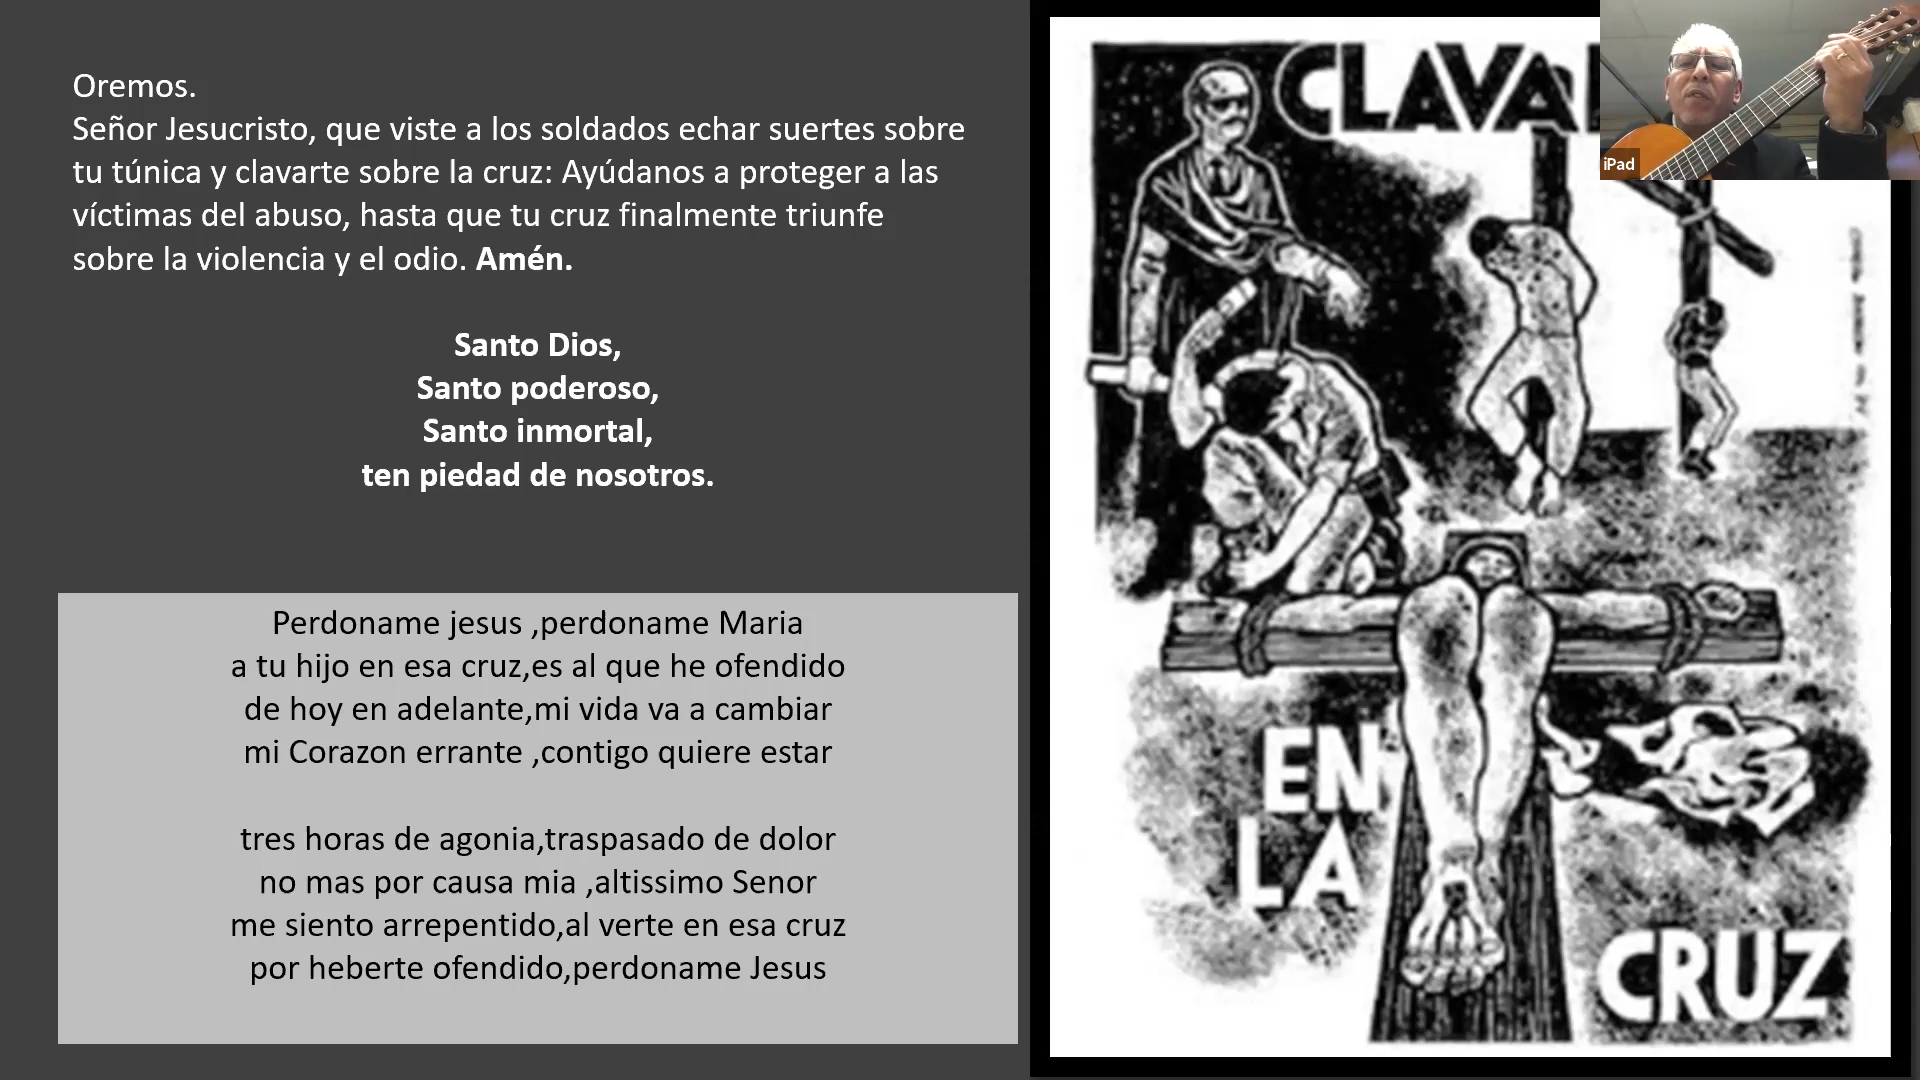 Oremos.
Señor Jesucristo, que viste a los soldados echar suertes sobre
tu túnica y clavarte sobre la cruz: Ayúdanos a proteger a las
víctimas del abuso, hasta que tu cruz finalmente triunfe
sobre la violencia y el odio. Amén.
Santo Dios,
Santo poderoso,
Santo inmortal,
ten piedad de nosotros.
Perdoname jesus ,perdoname Maria
a tu hijo en esa cruz,es al que he ofendido
de hoy en adelante,mi vida va a cambiar
mi Corazon errante ,contigo quiere estar
tres horas de agonia,traspasado de dolor
no mas por causa mia ,altissimo Senor
me siento arrepentido,al verte en esa cruz
por heberte ofendido,perdoname Jesus
CLAVA
EN
LA
CRUZ
iPad